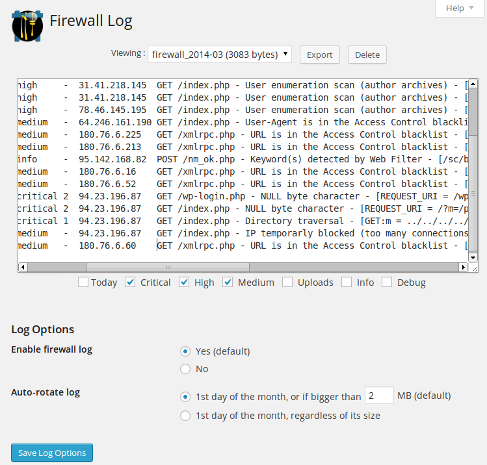 Help
Firewall Log
Viewing : firewall_2014-03 (3083 bytes) Export Delete
high - 31.41.218.145 GET /index.php - User enumeration scan (author archives) - [
high - 31.41.218.145 GET /index.php - User enumeration scan (author archives) - [
high - 78.46.145.195 GET /index.php - User enumeration scan (author archives) - [
medium - 64.246.161.190 GET /index.php - User-Agent is in the Access Control blackli
medium - 180.76.6.225 GET /xmlrpc.php - URL is in the Access Control blacklist - [
medium - 180.76.6.213 GET /xmlrpc.php - URL is in the Access Control blacklist - [
info - 95.142.168.82 POST /nm_ok.php - Keyword(s) detected by Web Filter - [/sc/b
medium - 180.76.6.16 GET /xmlrpc.php - URL is in the Access Control blacklist - [
medium - 180.76.6.52 GET /xmlrpc.php - URL is in the Access Control blacklist - [
critical 2 94.23.196.87 GET /wp-login.php - NULL byte character - [REQUEST_URI = /wp
critical 2 94.23.196.87 GET /index.php - NULL byte character - [REQUEST_URI = /?m=/p
critical 1 94.23.196.87 GET /index.php - Directory traversal - [GET:m = ../../../../
medium - 94.23.196.87 GET /index.php - IP temporarly blocked (too many connections
medium - 180.76.6.60 GET /xmlrpc.php - URL is in the Access Control blacklist - [
Today Critical High Medium Uploads Info Debug
Log Options
Enable firewall log
Yes (default)
No
Auto-rotate log
1st day of the month, or if bigger than 2 MB (default)
1st day of the month, regardless of its size
Save Log Options